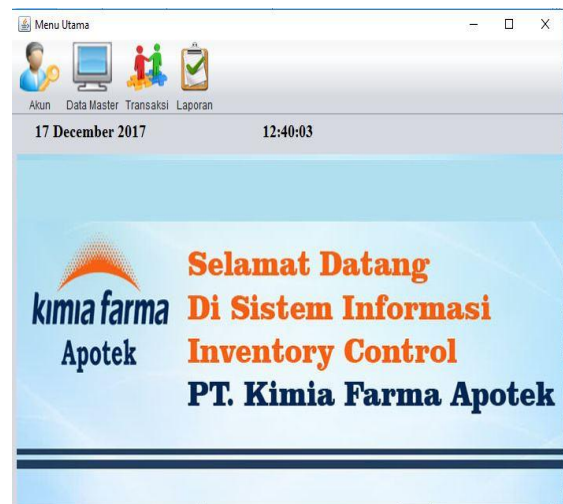 Menu Utama
Akun Data Master Transaksi Laporan
17 December 2017 12:40:03
kimia farma
Apotek
Selamat Datang
Di Sistem Informasi
Inventory Control
PT. Kimia Farma Apotek